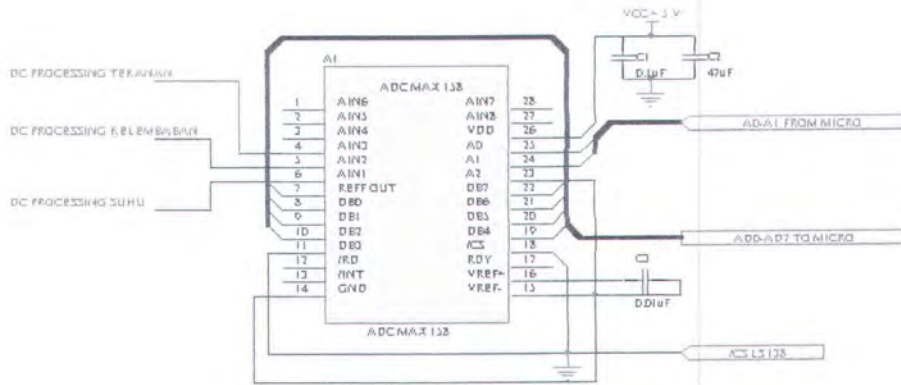 VCC + 5 V
A1
C1
0.1uF
C2
47uF
DC PROCESSING TEKANAN
DC PROCESSING KELEMBABAN
DC PROCESSING SUHU
ADCMAX 138
1 AIN6 AIN7 28
2 AIN5 AIN8 27
3 AIN4 VDD 26
4 AIN3 A0 25
5 AIN2 A1 24
6 AIN1 A2 23
7 REFFOUT DB7 22
8 DB0 DB6 21
9 DB1 DB5 20
10 DB2 DB4 19
11 DB3 /CS 18
12 /RD RDY 17
13 /INT VREF+ 16
14 GND VREF- 15
ADCMAX 138
A0-A1 FROM MICRO
AD0-AD7 TO MICRO
C3
0.01uF
/CS LS 138